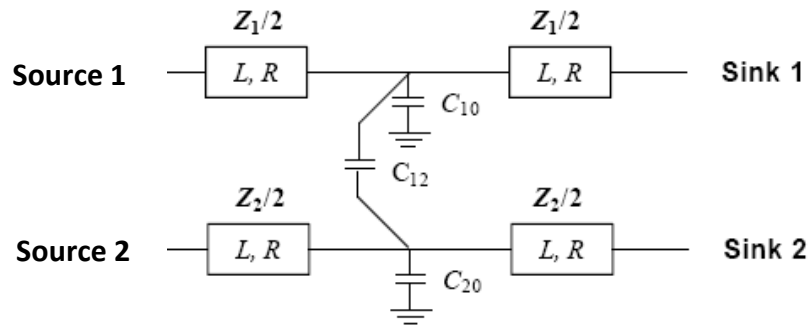 Z₁/2 Z₁/2
Source 1 L, R L, R Sink 1
C₁₀
C₁₂
Z₂/2 Z₂/2
Source 2 L, R L, R Sink 2
C₂₀